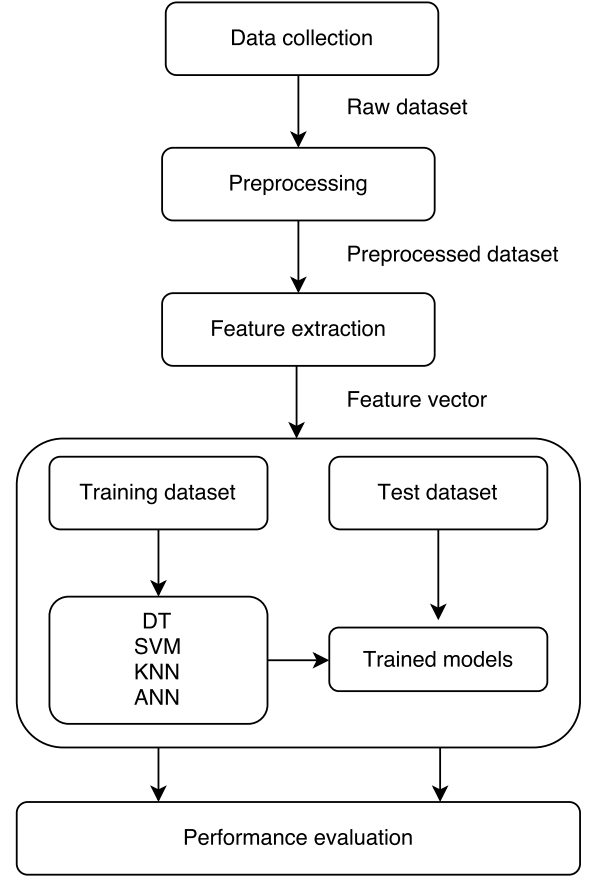 Data collection
Raw dataset
Preprocessing
Preprocessed dataset
Feature extraction
Feature vector
Training dataset
Test dataset
DT
SVM
KNN
ANN
Trained models
Performance evaluation